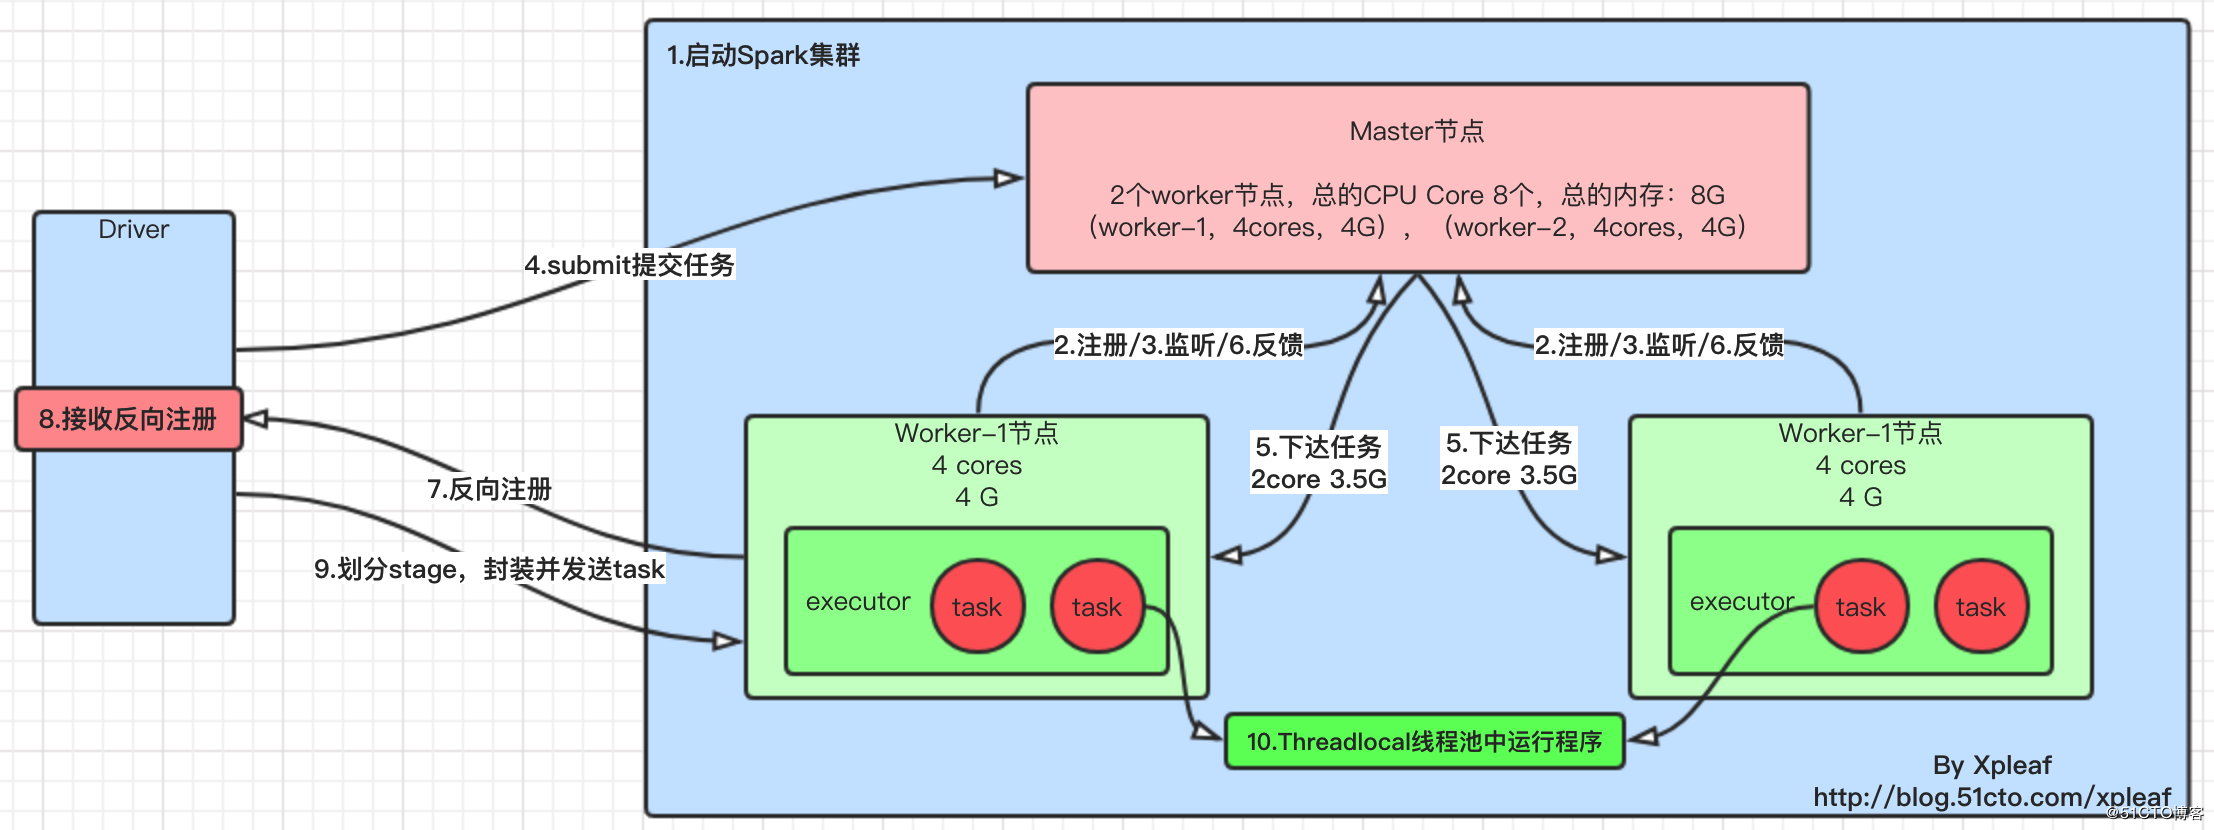 1.启动Spark集群
Master节点
2个worker节点，总的CPU Core 8个，总的内存：8G
（worker-1，4cores，4G），（worker-2，4cores，4G）
Driver
4.submit提交任务
2.注册/3.监听/6.反馈
2.注册/3.监听/6.反馈
8.接收反向注册
5.下达任务
2core 3.5G
5.下达任务
2core 3.5G
Worker-1节点
4 cores
4 G
Worker-1节点
4 cores
4 G
7.反向注册
9.划分stage，封装并发送task
executor
task
task
executor
task
task
10.Threadlocal线程池中运行程序
By Xpleaf
http://blog.51cto.com/xpleaf
@51CTO博客